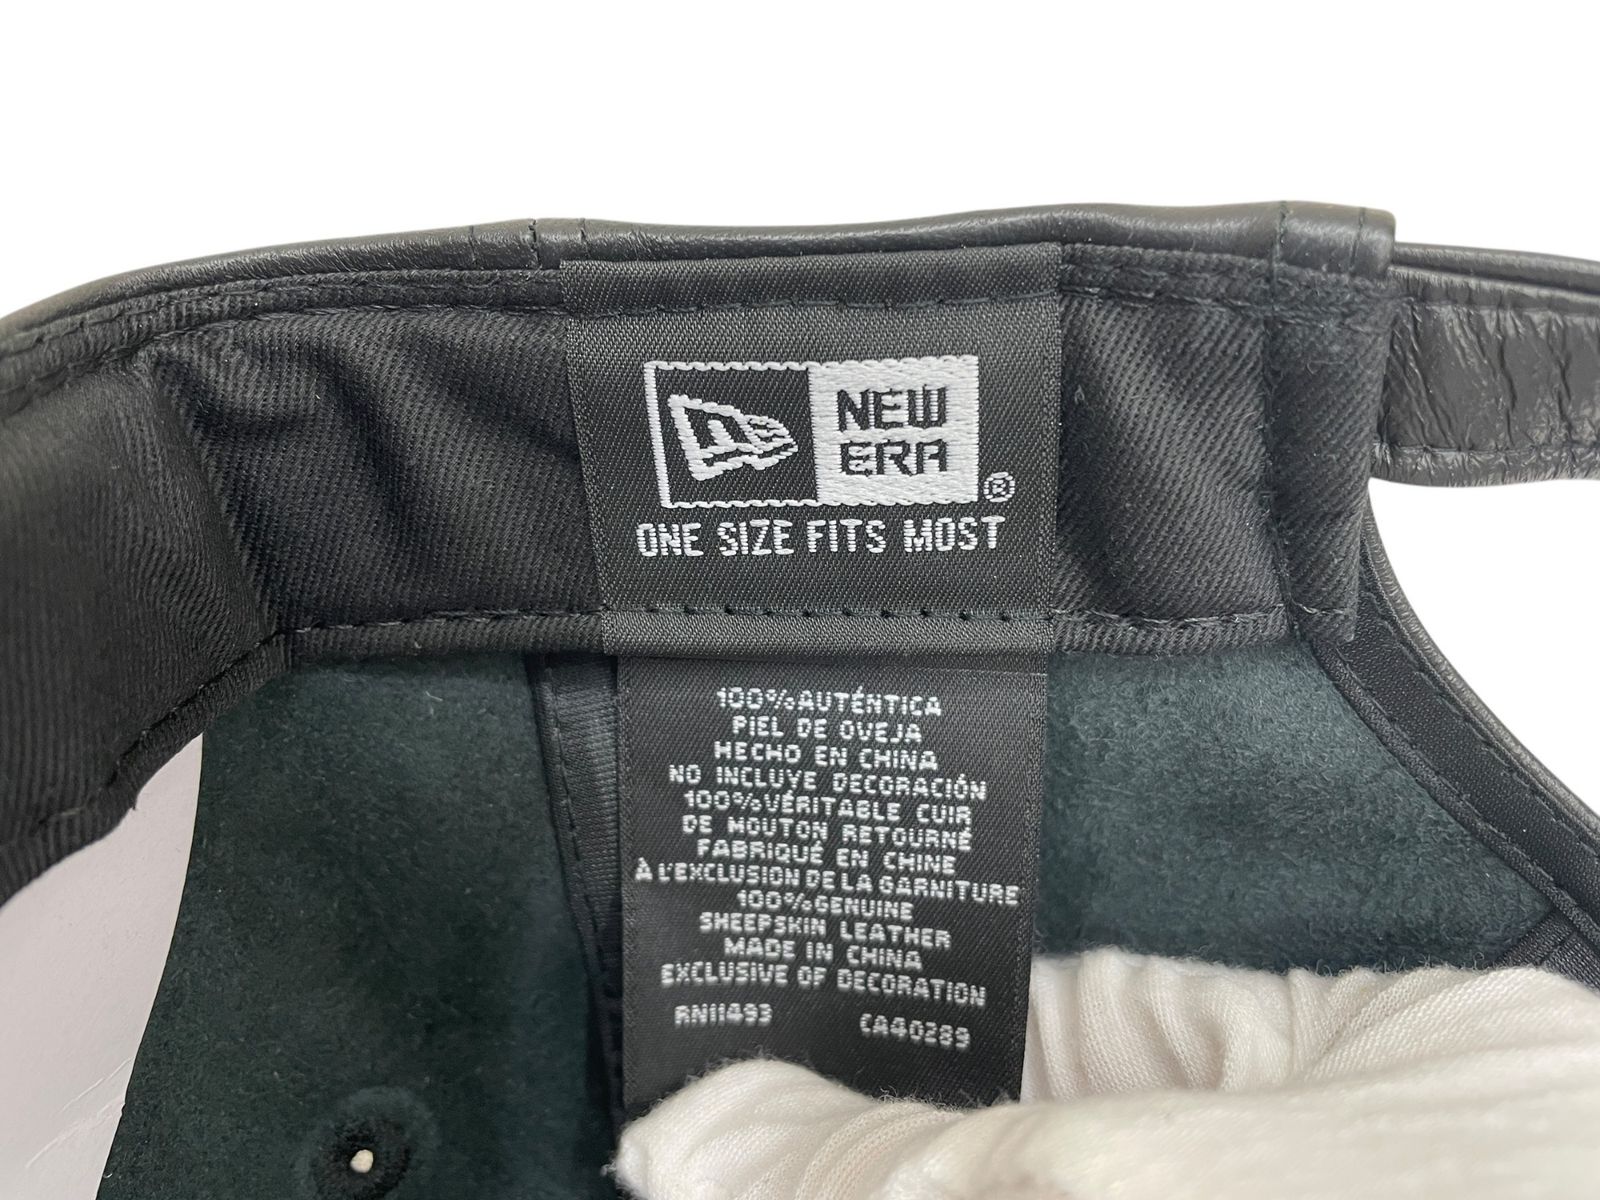 NE
NEW
ERA
®
ONE SIZE FITS MOST
100%AUTÉNTICA
PIEL DE OVEJA
HECHO EN CHINA
NO INCLUYE DECORACIÓN
100%VÉRITABLE CUIR
DE MOUTON RETOURNÉ
FABRIQUÉ EN CHINE
À L'EXCLUSION DE LA GARNITURE
100%GENUINE
SHEEPSKIN LEATHER
MADE IN CHINA
EXCLUSIVE OF DECORATION
RN11493 CA40289